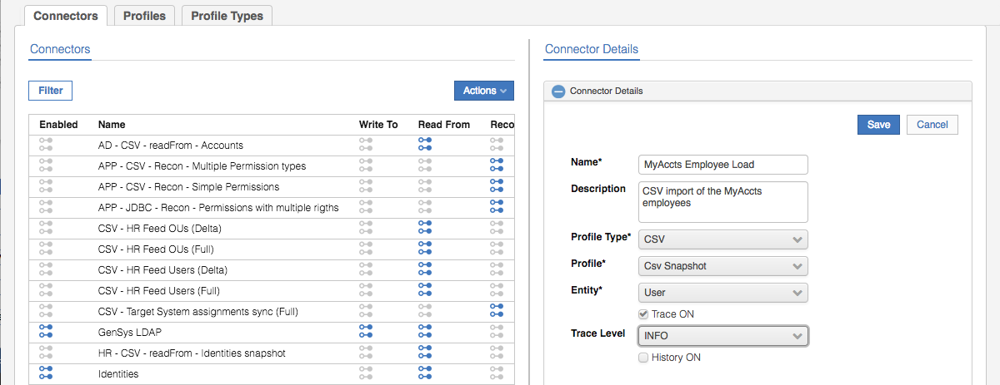 Connectors
Profiles
Profile Types
Connectors
Filter
Actions
Enabled Name Write To Read From Reco
AD - CSV - readFrom - Accounts
APP - CSV - Recon - Multiple Permission types
APP - CSV - Recon - Simple Permissions
APP - JDBC - Recon - Permissions with multiple rigths
CSV - HR Feed OUs (Delta)
CSV - HR Feed OUs (Full)
CSV - HR Feed Users (Delta)
CSV - HR Feed Users (Full)
CSV - Target System assignments sync (Full)
GenSys LDAP
HR - CSV - readFrom - Identities snapshot
Identities
Connector Details
Connector Details
Save
Cancel
Name* MyAccts Employee Load
Description CSV import of the MyAccts
employees
Profile Type* CSV
Profile* Csv Snapshot
Entity* User
Trace ON
Trace Level INFO
History ON